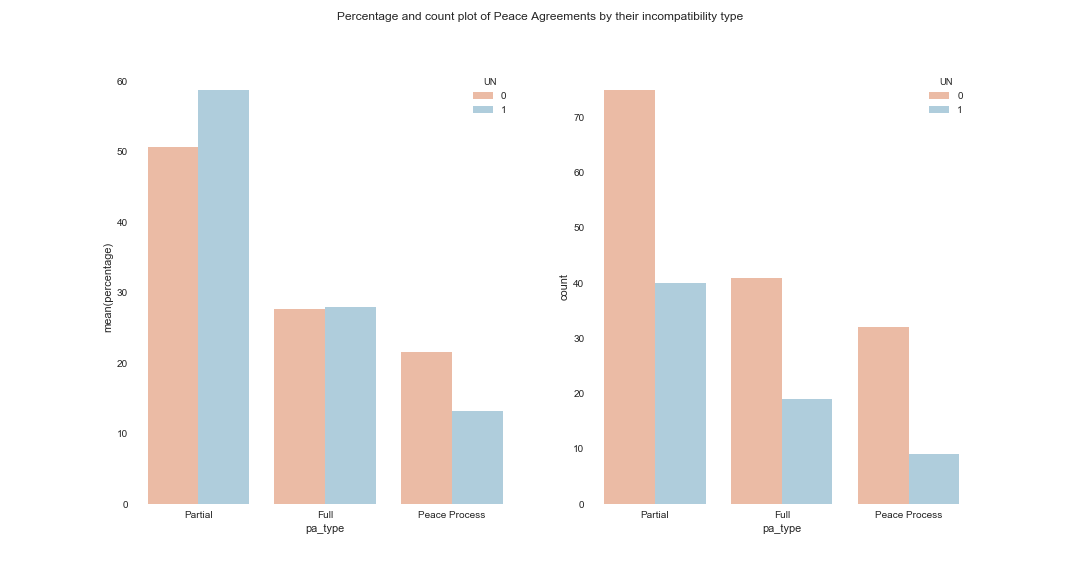 Percentage and count plot of Peace Agreements by their incompatibility type
mean(percentage)
60
50
40
30
20
10
0
UN
0
1
Partial Full Peace Process
pa_type
count
70
60
50
40
30
20
10
0
UN
0
1
Partial Full Peace Process
pa_type